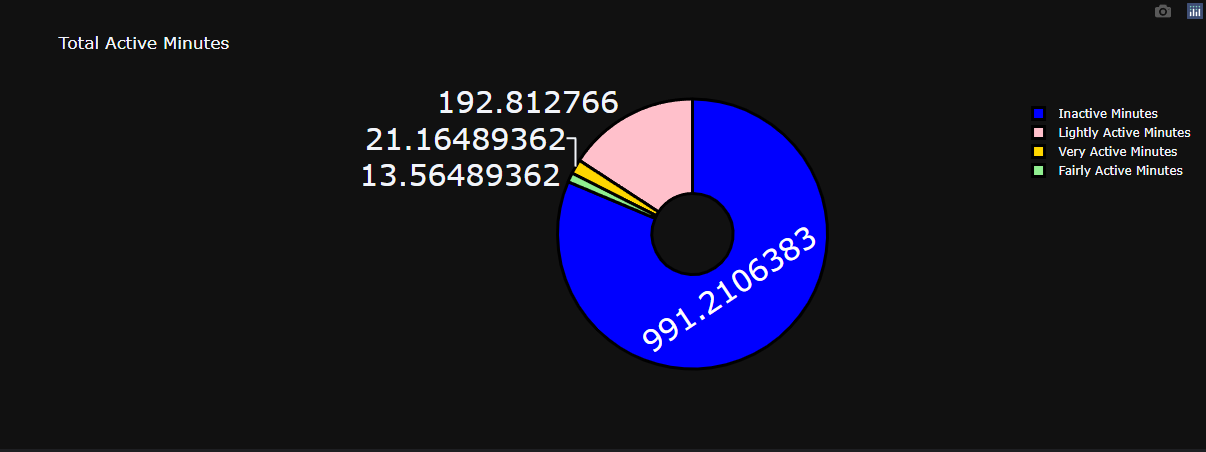 Total Active Minutes
192.812766
21.16489362
13.56489362
991.2106383
Inactive Minutes
Lightly Active Minutes
Very Active Minutes
Fairly Active Minutes